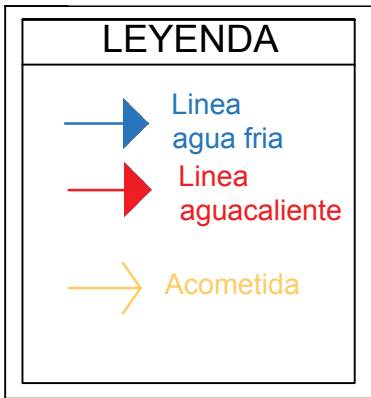 LEYENDA
Linea
agua fria
Linea
aguacaliente
Acometida